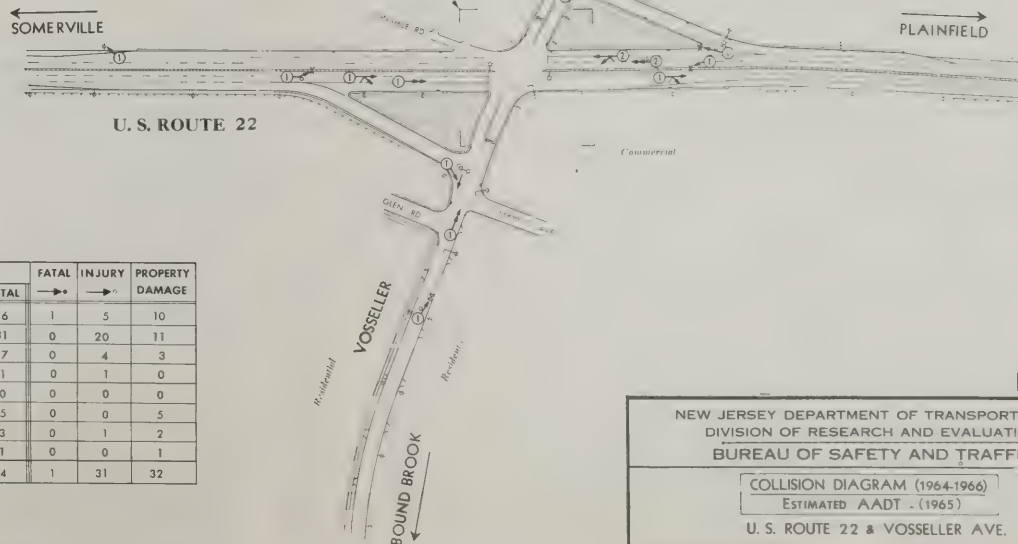 SOMERVILLE
PLAINFIELD
RD
U. S. ROUTE 22
Commercial
GLEN RD
VOSSELLER
Residential
BOUND BROOK
FATAL INJURY PROPERTY
TAL DAMAGE
6 1 5 10
1 0 20 11
7 0 4 3
1 0 1 0
0 0 0 0
5 0 0 5
3 0 1 2
1 0 0 1
4 1 31 32
NEW JERSEY DEPARTMENT OF TRANSPORT
DIVISION OF RESEARCH AND EVALUATI
BUREAU OF SAFETY AND TRAFF
COLLISION DIAGRAM (1964-1966)
ESTIMATED AADT - (1965)
U. S. ROUTE 22 & VOSSELLER AVE.